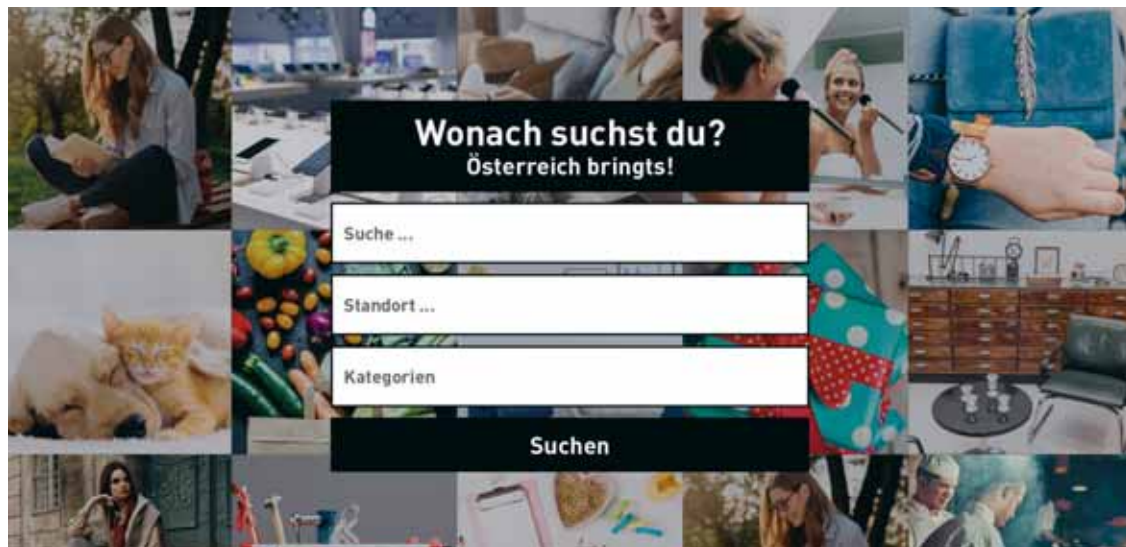 Wonach suchst du?
Österreich bringts!
Suche ...
Standort ...
Kategorien
Suchen